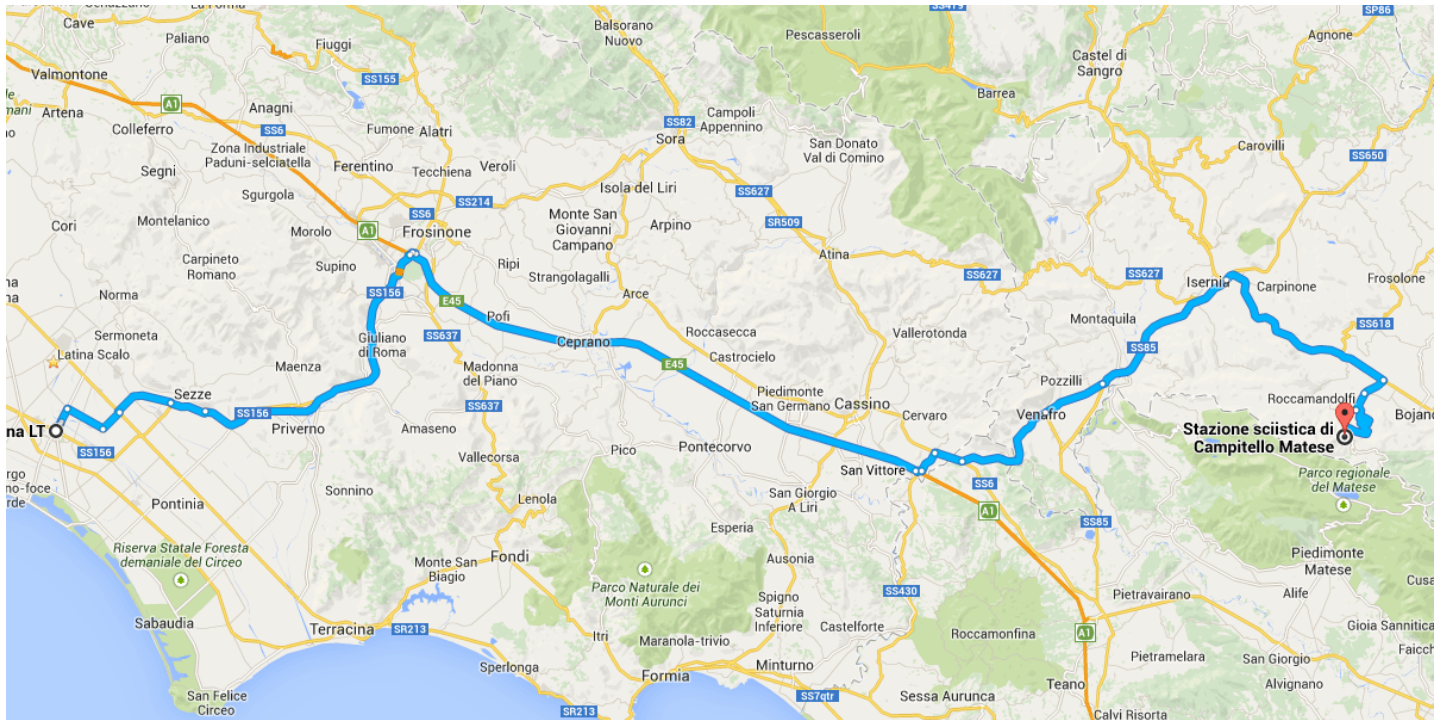 La Forma
SS479
SP86
Genazzano
Cave
Paliano
Fiuggi
Balsorano
Nuovo
Pescasseroli
Agnone
Valmontone
SS155
Castel di
Sangro
Artena
A1
Anagni
Barrea
Colleferro
SS6
Fumone
Alatri
SS82
Campoli
Appennino
Zona Industriale
Paduni-selciatella
Sora
San Donato
Val di Comino
Carovilli
SS650
Segni
Ferentino
Tecchiena
Veroli
Sgurgola
Isola del Liri
SS627
Cori
Montelanico
SS214
SS6
Monte San
Giovanni
Campano
Arpino
SR509
Morolo
A1
Frosinone
Atina
Carpineto
Romano
Supino
Ripi
Strangolagalli
SS627
SS627
Frosolone
Isernia
Carpinone
Norma
SS156
E45
Arce
Pofi
Montaquila
SS618
Sermoneta
Giuliano
di Roma
SS637
Ceprano
Roccasecca
Vallerotonda
SS85
Latina Scalo
Maenza
Madonna
del Piano
E45
Castrocielo
Pozzilli
Sezze
Piedimonte
San Germano
Cassino
Cervaro
Venafro
Roccamandolfi
Bojano
SS156
Priverno
SS637
Amaseno
na LT
Stazione sciistica di
Campitello Matese
SS156
Vallecorsa
Pico
Pontecorvo
San Vittore
SS6
Parco regionale
del Matese
Pontinia
Sonnino
Lenola
San Giorgio
A Liri
A1
SS85
Esperia
Riserva Statale Foresta
demaniale del Circeo
Monte San
Biagio
Fondi
Ausonia
Piedimonte
Matese
Parco Naturale dei
Monti Aurunci
SS430
Pietravairano
Alife
Sabaudia
Terracina
SR213
Itri
Spigno
Saturnia
Inferiore
Castelforte
Roccamonfina
A1
Gioia Sannitica
Maranola-trivio
Pietramelara
San Giorgio
Sperlonga
Formia
Minturno
Teano
Alvignano
San Felice
Circeo
SR213
SS7qtr
Sessa Aurunca
Calvi Risorta